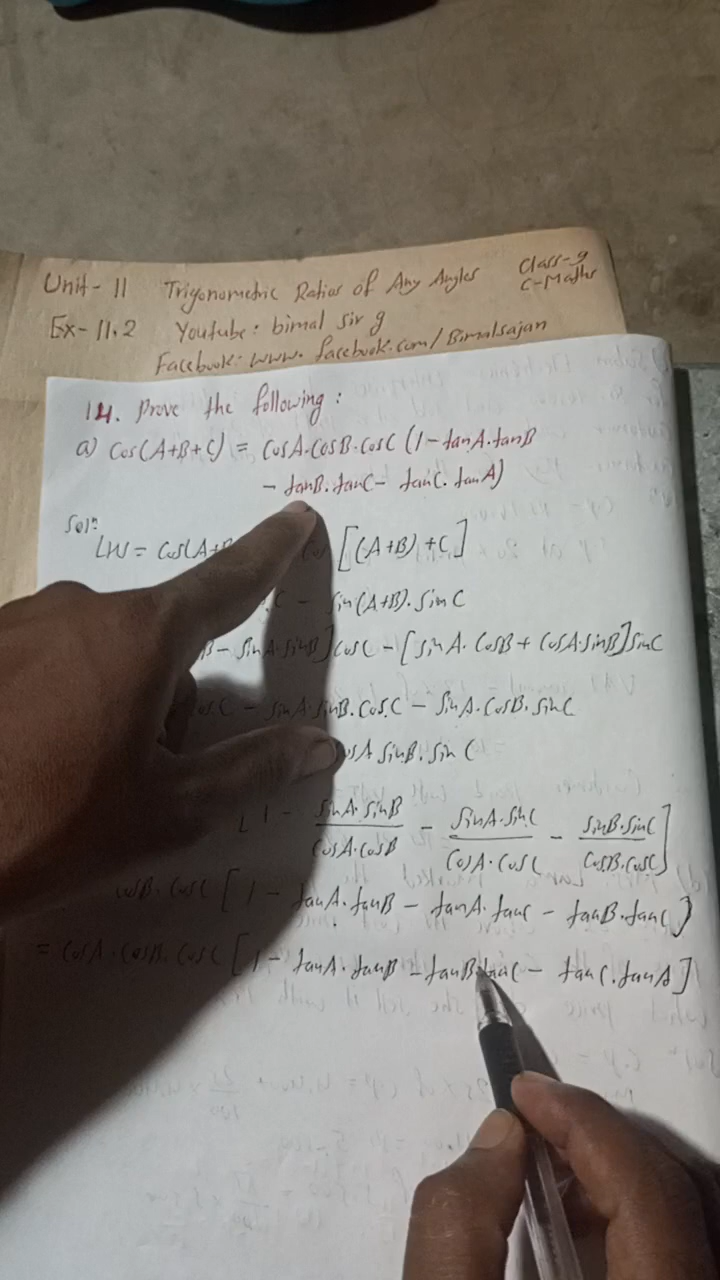 Unit-11 Trigonometric Ratios of Any Angles Class-9
C-Maths
Ex-11.2 Youtube: bimal sir g
Facebook: www.facebook.com/Bimalsajan
14. Prove the following:
a) Cos(A+B+C) = CosA.CosB.CosC (1-tanA.tanB
- tanB.tanC- tanC.tanA)
Solⁿ:
LHS = Cos(A+B [(A+B)+C]
C - Sin(A+B).SinC
B- SinA.SinB]CosC-[SinA.CosB+CosA.SinB]SinC
CosC - SinA.SinB.CosC - SinA.CosB.SinC
CosA SinB.Sin C
[1 - SinA.SinB/CosA.CosB - SinA.SinC/CosA.CosC - SinB.SinC/CosB.CosC]
CosB.CosC [1 - tanA.tanB - tanA.tanC - tanB.tanC]
= CosA.CosB.CosC [1- tanA.tanB -tanB.tanC - tanC.tanA]